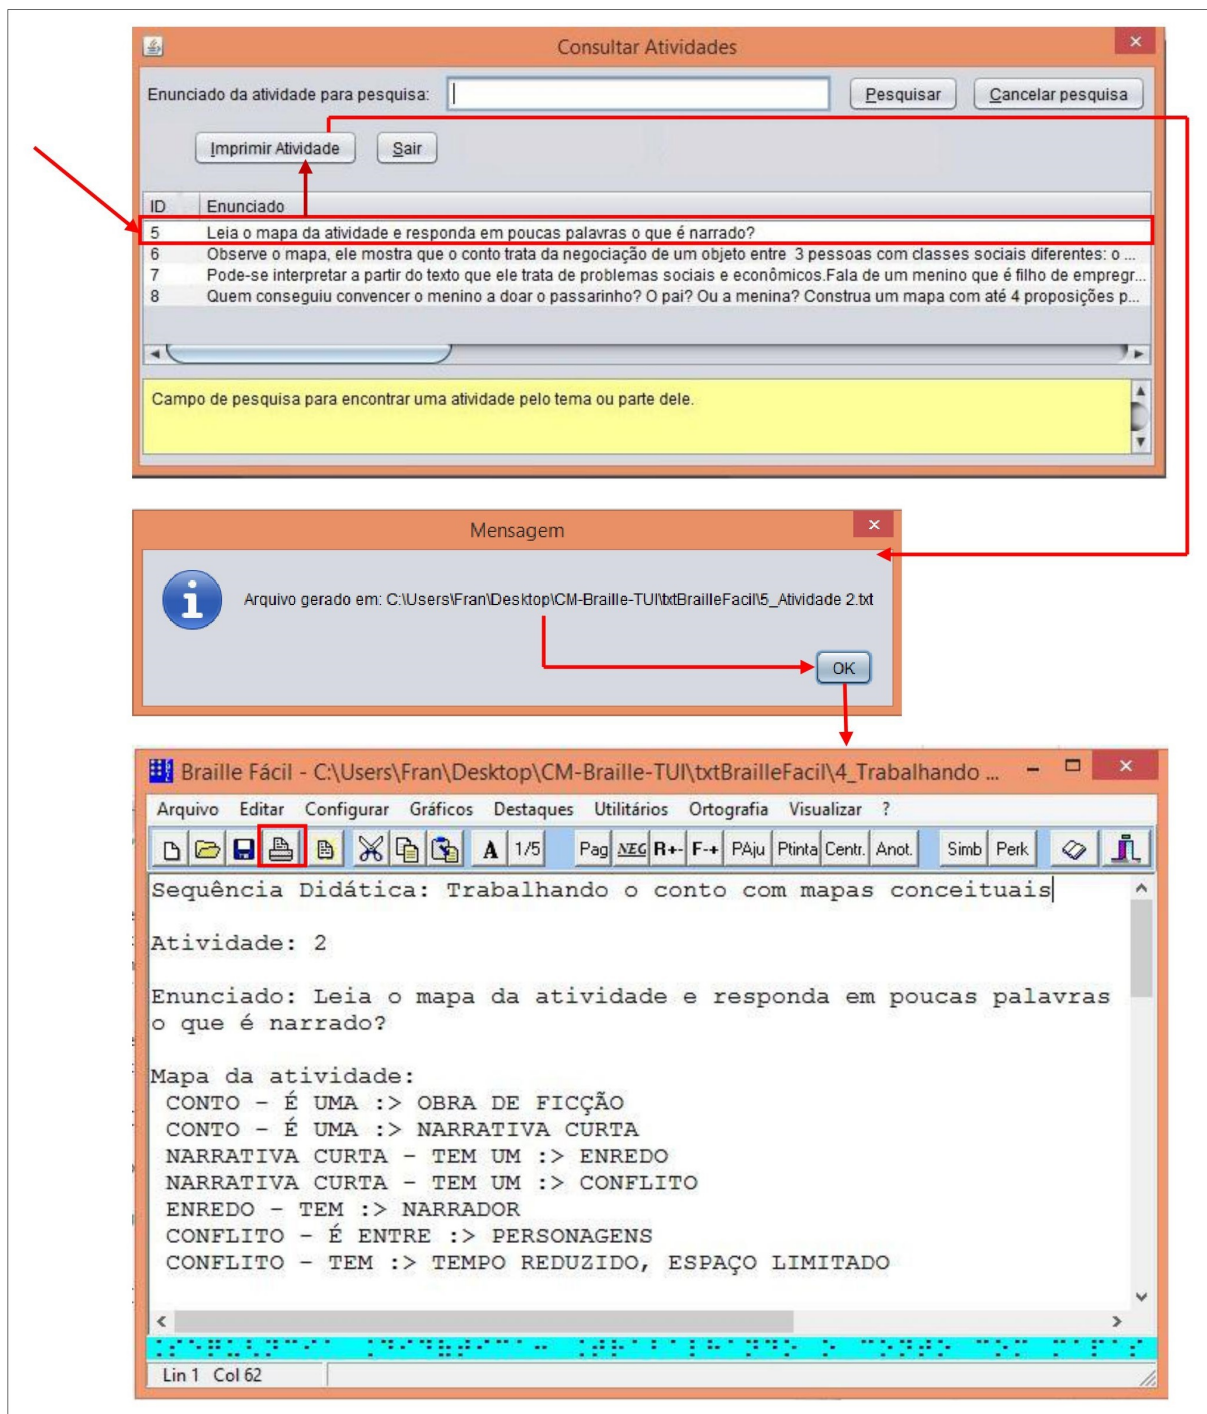 Consultar Atividades
Enunciado da atividade para pesquisa: Pesquisar Cancelar pesquisa
Imprimir Atividade Sair
ID Enunciado
5 Leia o mapa da atividade e responda em poucas palavras o que é narrado?
6 Observe o mapa, ele mostra que o conto trata da negociação de um objeto entre 3 pessoas com classes sociais diferentes: o ...
7 Pode-se interpretar a partir do texto que ele trata de problemas sociais e econômicos.Fala de um menino que é filho de empregr...
8 Quem conseguiu convencer o menino a doar o passarinho? O pai? Ou a menina? Construa um mapa com até 4 proposições p...
Campo de pesquisa para encontrar uma atividade pelo tema ou parte dele.
Mensagem
Arquivo gerado em: C:\Users\Fran\Desktop\CM-Braille-TUI\txtBrailleFacil\5_Atividade 2.txt
OK
Braille Fácil - C:\Users\Fran\Desktop\CM-Braille-TUI\txtBrailleFacil\4_Trabalhando ...
Arquivo Editar Configurar Gráficos Destaques Utilitários Ortografia Visualizar ?
A 1/5 Pag NEG R+- F-+ PAju Ptinta Centr. Anot. Simb Perk
Sequência Didática: Trabalhando o conto com mapas conceituais
Atividade: 2
Enunciado: Leia o mapa da atividade e responda em poucas palavras
o que é narrado?
Mapa da atividade:
CONTO - É UMA :> OBRA DE FICÇÃO
CONTO - É UMA :> NARRATIVA CURTA
NARRATIVA CURTA - TEM UM :> ENREDO
NARRATIVA CURTA - TEM UM :> CONFLITO
ENREDO - TEM :> NARRADOR
CONFLITO - É ENTRE :> PERSONAGENS
CONFLITO - TEM :> TEMPO REDUZIDO, ESPAÇO LIMITADO
Lin 1 Col 62